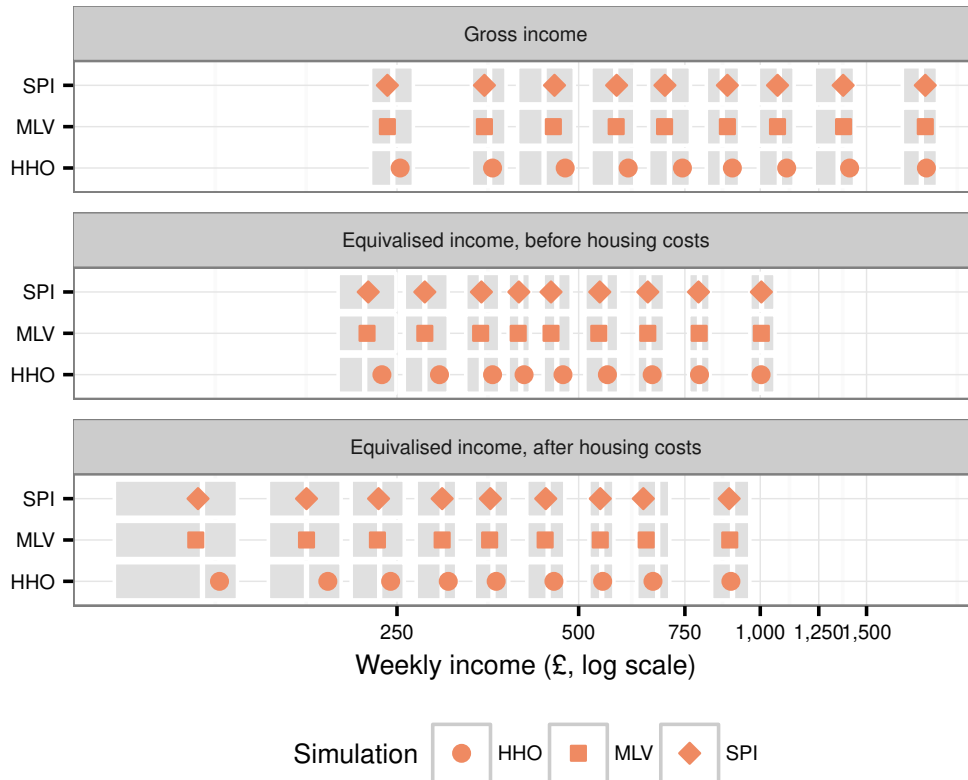 Gross income
SPI
MLV
HHO
Equivalised income, before housing costs
SPI
MLV
HHO
Equivalised income, after housing costs
SPI
MLV
HHO
250 500 750 1,000 1,250 1,500
Weekly income (£, log scale)
Simulation HHO MLV SPI